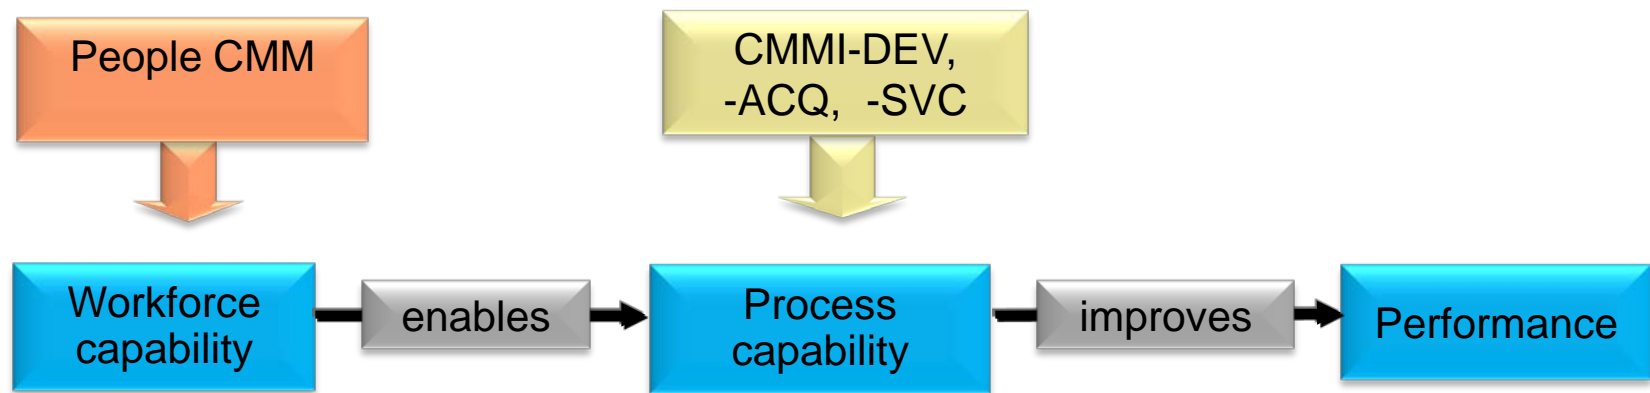 People CMM
CMMI-DEV,
-ACQ, -SVC
Workforce
capability
enables
Process
capability
improves
Performance